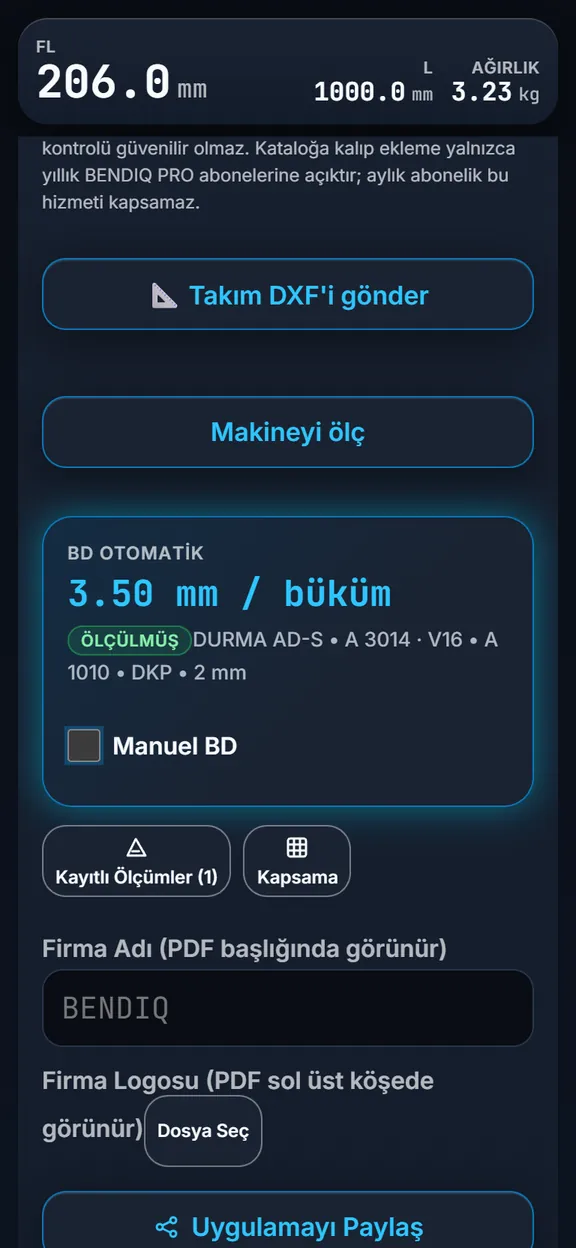 FL
206.0 mm
L
1000.0 mm
AĞIRLIK
3.23 kg
kontrolü güvenilir olmaz. Kataloğa kalıp ekleme yalnızca
yıllık BENDIQ PRO abonelerine açıktır; aylık abonelik bu
hizmeti kapsamaz.
Takım DXF'i gönder
Makineyi ölç
BD OTOMATİK
3.50 mm / büküm
ÖLÇÜLMÜŞ DURMA AD-S • A 3014 · V16 • A
1010 • DKP • 2 mm
Manuel BD
Kayıtlı Ölçümler (1)
Kapsama
Firma Adı (PDF başlığında görünür)
BENDIQ
Firma Logosu (PDF sol üst köşede
görünür) Dosya Seç
Uygulamayı Paylaş